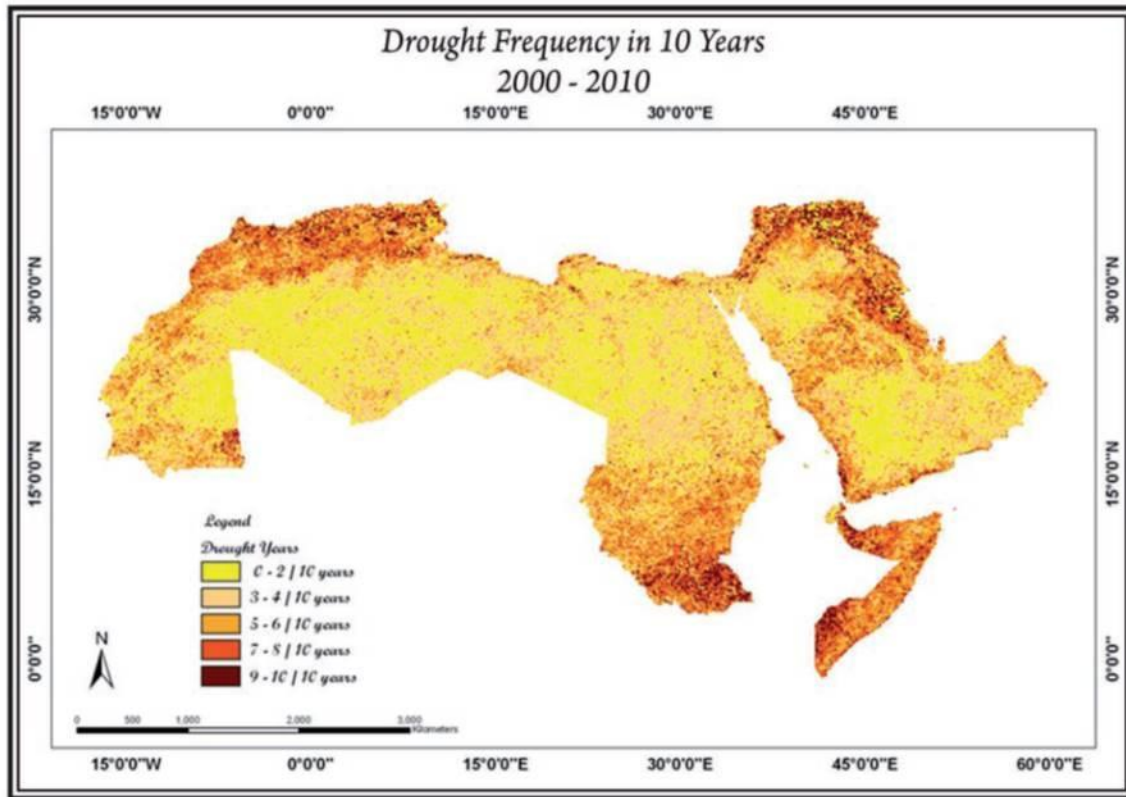 Drought Frequency in 10 Years
2000 - 2010
15°0'0"W 0°0'0" 15°0'0"E 30°0'0"E 45°0'0"E
30°0'0"N 30°0'0"N
15°0'0"N 15°0'0"N
0°0'0" 0°0'0"
Legend
Drought Years
0 - 2 / 10 years
3 - 4 / 10 years
5 - 6 / 10 years
7 - 8 / 10 years
9 - 10 / 10 years
N
0 500 1,000 2,000 3,000
Kilometers
15°0'0"W 0°0'0" 15°0'0"E 30°0'0"E 45°0'0"E 60°0'0"E